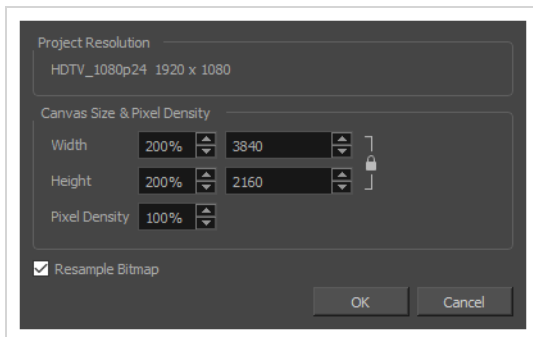 Project Resolution
HDTV_1080p24 1920 x 1080
Canvas Size & Pixel Density
Width 200% 3840
Height 200% 2160
Pixel Density 100%
Resample Bitmap
OK Cancel